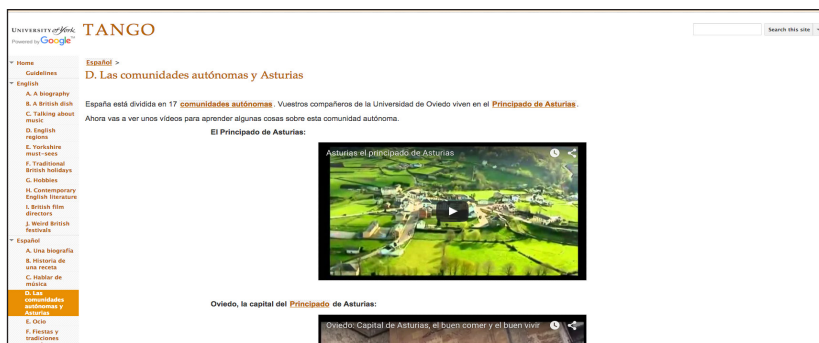 UNIVERSITY of York
Powered by Google™
TANGO
Search this site
Home
Guidelines
English
A. A biography
B. A British dish
C. Talking about
music
D. English
regions
E. Yorkshire
must-sees
F. Traditional
British holidays
G. Hobbies
H. Contemporary
English literature
I. British film
directors
J. Weird British
festivals
Español
A. Una biografía
B. Historia de
una receta
C. Hablar de
música
D. Las
comunidades
autónomas y
Asturias
E. Ocio
F. Fiestas y
tradiciones
Español >
D. Las comunidades autónomas y Asturias
España está dividida en 17 comunidades autónomas. Vuestros compañeros de la Universidad de Oviedo viven en el Principado de Asturias.
Ahora vas a ver unos vídeos para aprender algunas cosas sobre esta comunidad autónoma.
El Principado de Asturias:
Asturias el principado de Asturias
Oviedo, la capital del Principado de Asturias:
Oviedo: Capital de Asturias, el buen comer y el buen vivir